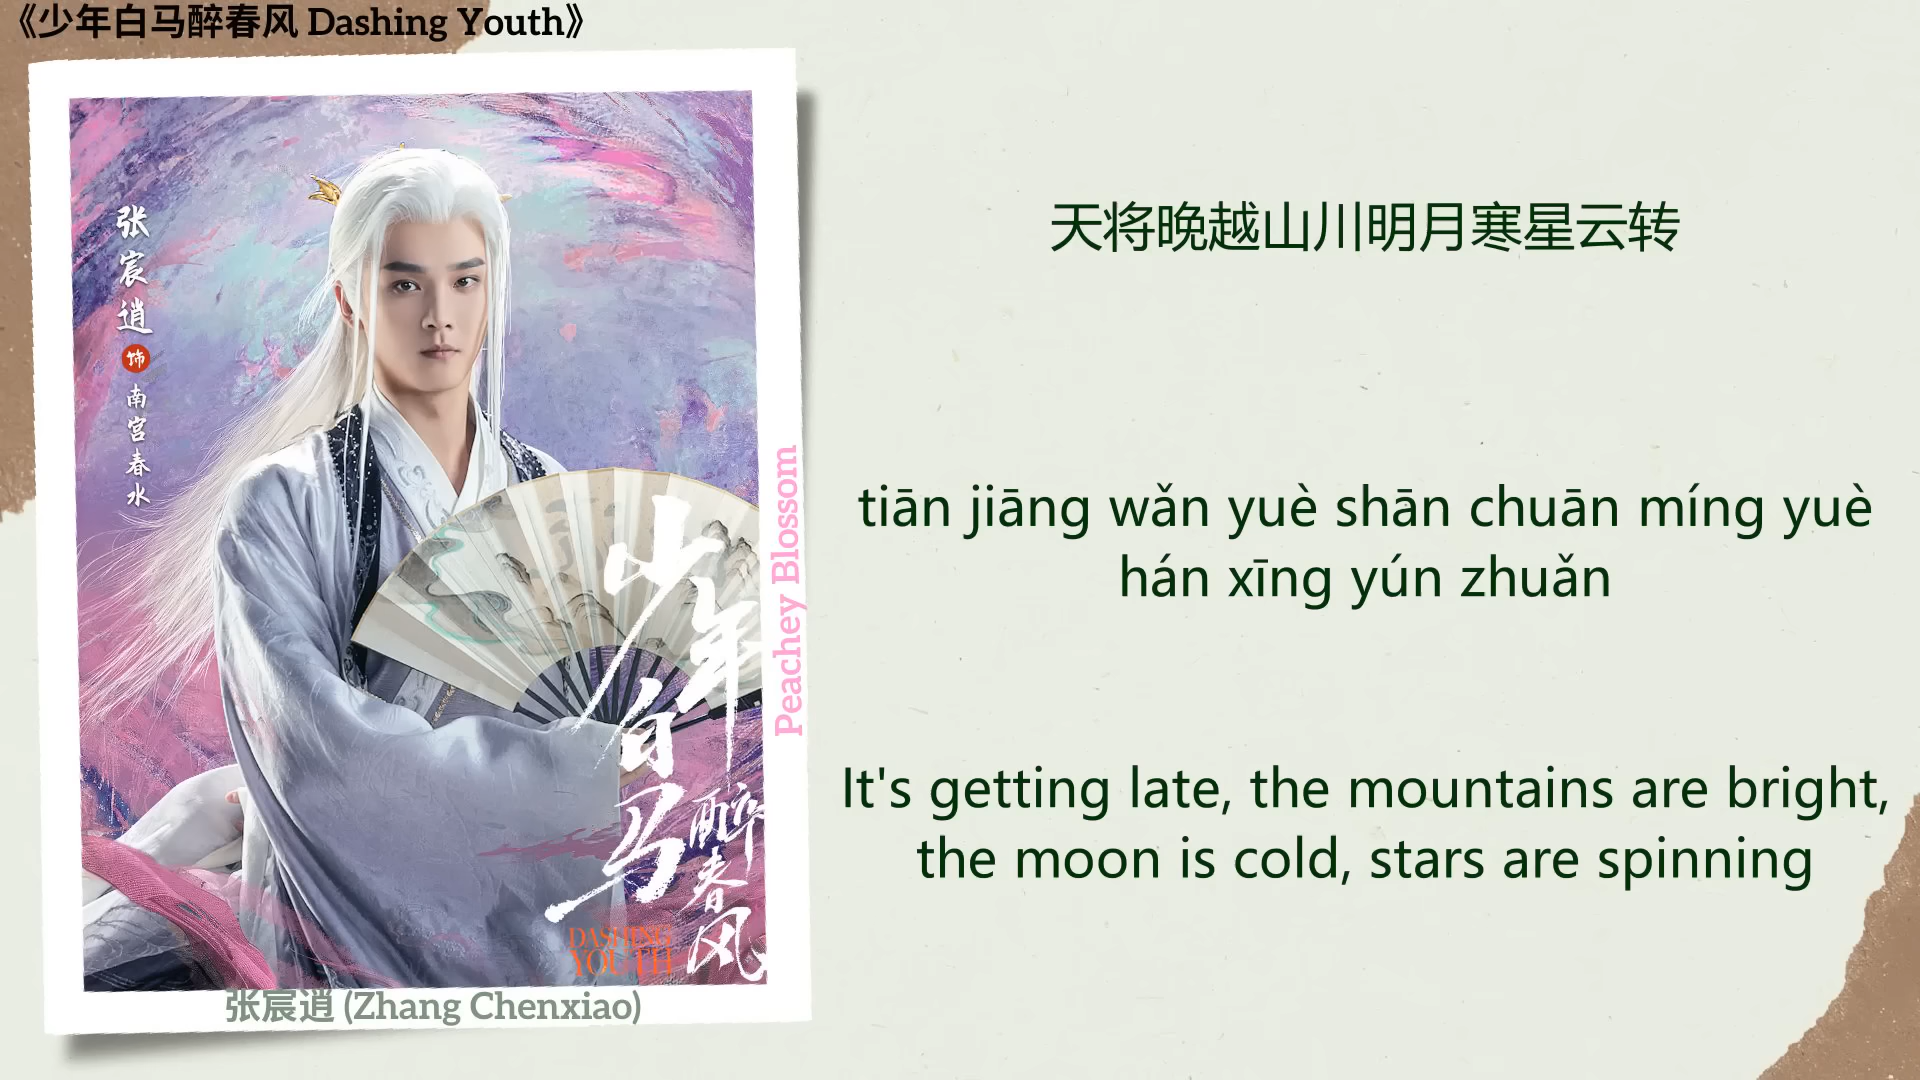 《少年白马醉春风 Dashing Youth》
张宸逍
饰
南宫春水
少年
白马
醉春风
DASHING
YOUTH
Peachey Blossom
张宸逍 (Zhang Chenxiao)
天将晚越山川明月寒星云转
tiān jiāng wǎn yuè shān chuān míng yuè
hán xīng yún zhuǎn
It's getting late, the mountains are bright,
the moon is cold, stars are spinning